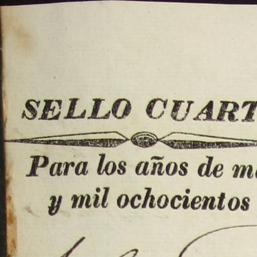 SELLO CUART
Para los años de m
y mil ochocientos